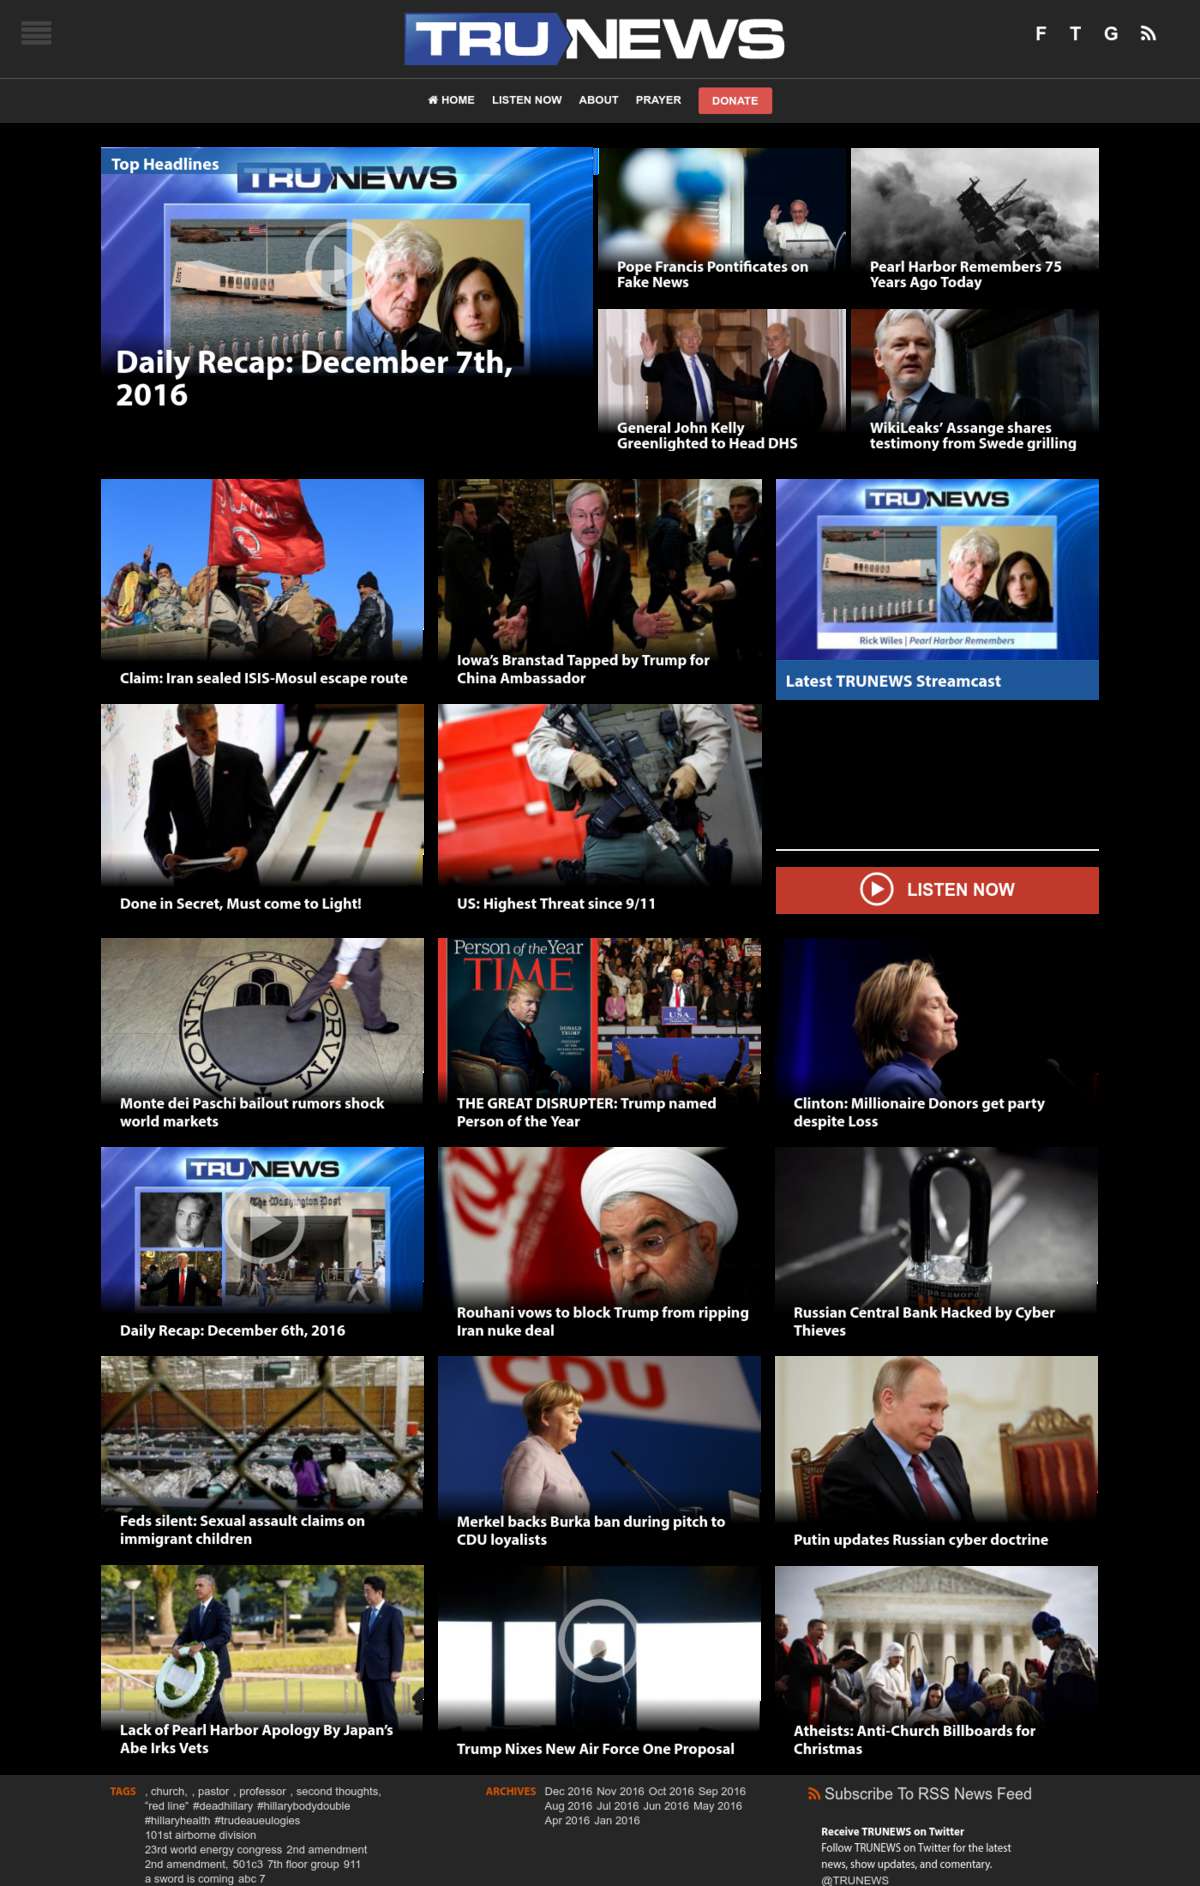 TRUNEWS
F T G
HOME LISTEN NOW ABOUT PRAYER DONATE
Top Headlines
TRUNEWS
Daily Recap: December 7th,
2016
Pope Francis Pontificates on
Fake News
Pearl Harbor Remembers 75
Years Ago Today
General John Kelly
Greenlighted to Head DHS
WikiLeaks’ Assange shares
testimony from Swede grilling
Claim: Iran sealed ISIS-Mosul escape route
Iowa’s Branstad Tapped by Trump for
China Ambassador
TRUNEWS
Rick Wiles | Pearl Harbor Remembers
Latest TRUNEWS Streamcast
Done in Secret, Must come to Light!
US: Highest Threat since 9/11
LISTEN NOW
MONTIS PASCHORVM
Monte dei Paschi bailout rumors shock
world markets
Person of the Year
TIME
DONALD
TRUMP
USA
THE GREAT DISRUPTER: Trump named
Person of the Year
Clinton: Millionaire Donors get party
despite Loss
TRUNEWS
The Washington Post
Daily Recap: December 6th, 2016
Rouhani vows to block Trump from ripping
Iran nuke deal
password
HACK
Russian Central Bank Hacked by Cyber
Thieves
Feds silent: Sexual assault claims on
immigrant children
CDU
Merkel backs Burka ban during pitch to
CDU loyalists
Putin updates Russian cyber doctrine
Lack of Pearl Harbor Apology By Japan’s
Abe Irks Vets
Trump Nixes New Air Force One Proposal
Atheists: Anti-Church Billboards for
Christmas
TAGS , church, , pastor , professor , second thoughts,
“red line” #deadhillary #hillarybodydouble
#hillaryhealth #trudeaueulogies
101st airborne division
23rd world energy congress 2nd amendment
2nd amendment, 501c3 7th floor group 911
a sword is coming abc 7
ARCHIVES Dec 2016 Nov 2016 Oct 2016 Sep 2016
Aug 2016 Jul 2016 Jun 2016 May 2016
Apr 2016 Jan 2016
Subscribe To RSS News Feed
Receive TRUNEWS on Twitter
Follow TRUNEWS on Twitter for the latest
news, show updates, and comentary.
@TRUNEWS